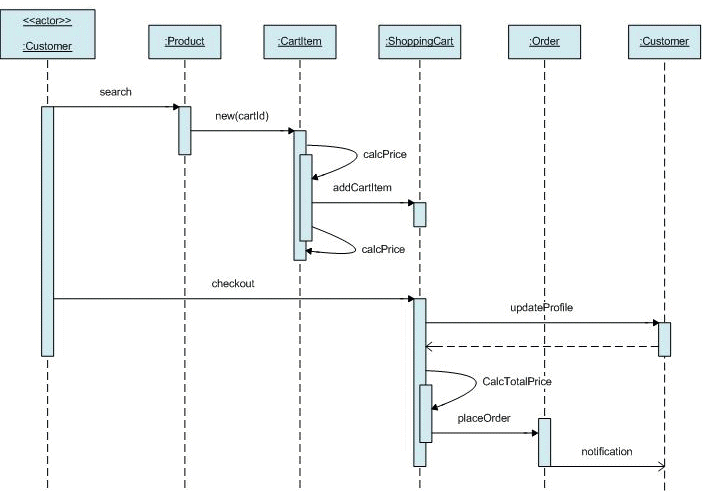 <<actor>>
:Customer
:Product
:CartItem
:ShoppingCart
:Order
:Customer
search
new(cartId)
calcPrice
addCartItem
calcPrice
checkout
updateProfile
CalcTotalPrice
placeOrder
notification